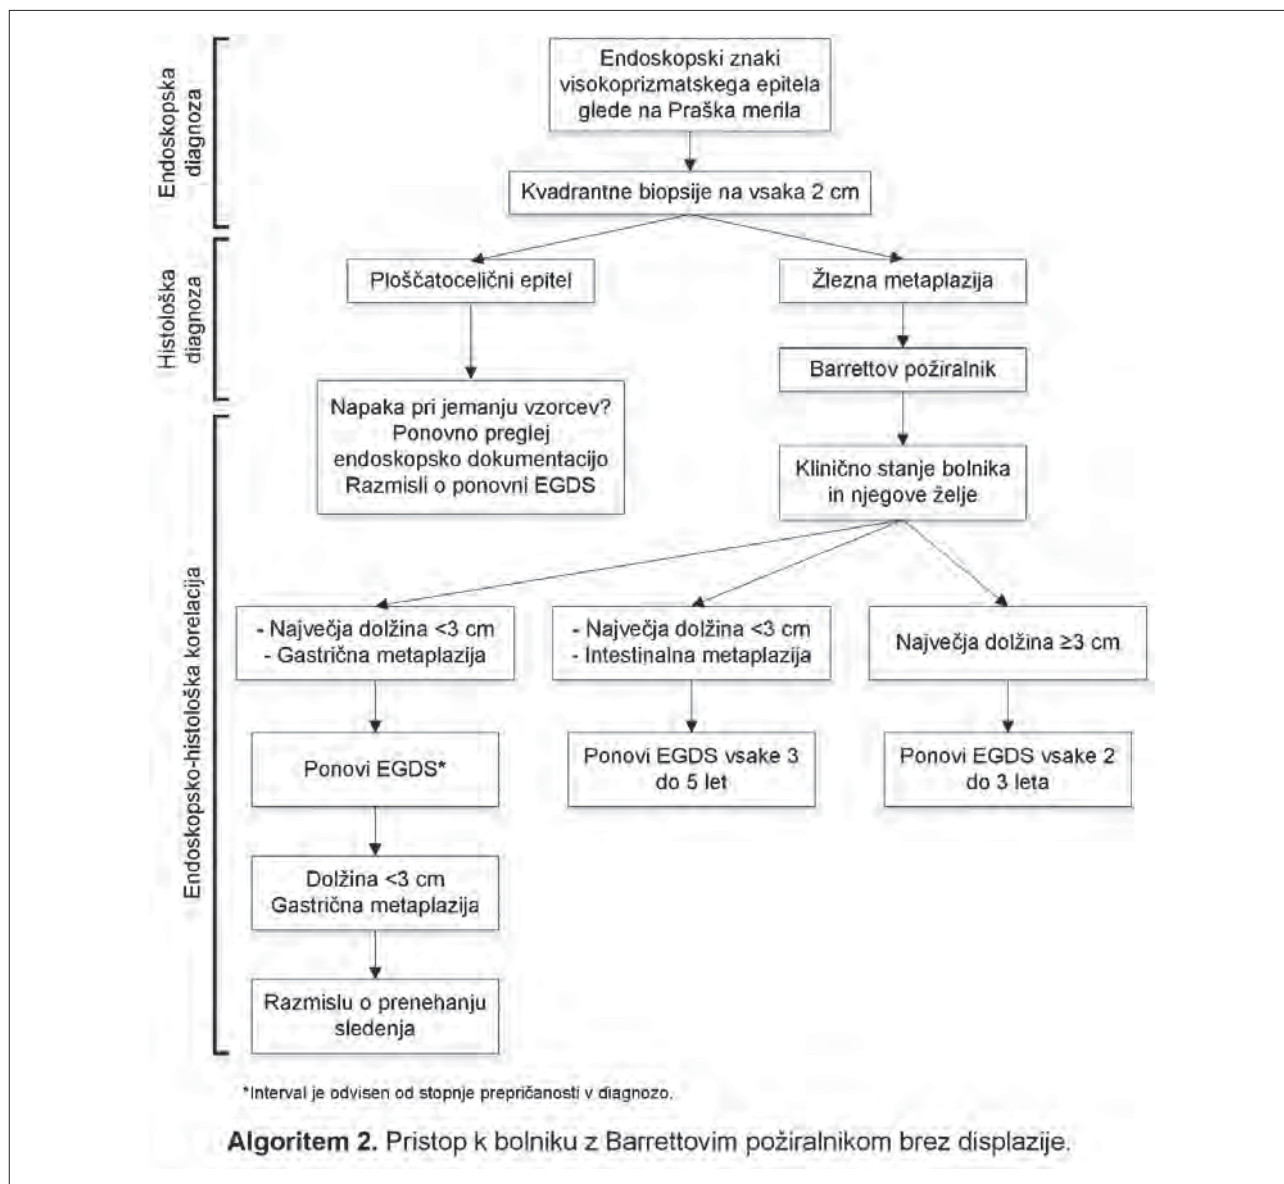 Endoskopska
diagnoza
Endoskopski znaki
visokoprizmatskega epitela
glede na Praška merila
Kvadrantne biopsije na vsaka 2 cm
Histološka
diagnoza
Ploščatocelični epitel
Žlezna metaplazija
Barrettov požiralnik
Napaka pri jemanju vzorcev?
Ponovno preglej
endoskopsko dokumentacijo
Razmisli o ponovni EGDS
Klinično stanje bolnika
in njegove želje
Endoskopsko-histološka korelacija
- Največja dolžina <3 cm
- Gastrična metaplazija
- Največja dolžina <3 cm
- Intestinalna metaplazija
Največja dolžina ≥3 cm
Ponovi EGDS*
Ponovi EGDS vsake 3
do 5 let
Ponovi EGDS vsake 2
do 3 leta
Dolžina <3 cm
Gastrična metaplazija
Razmislu o prenehanju
sledenja
*Interval je odvisen od stopnje prepričanosti v diagnozo.
Algoritem 2. Pristop k bolniku z Barrettovim požiralnikom brez displazije.